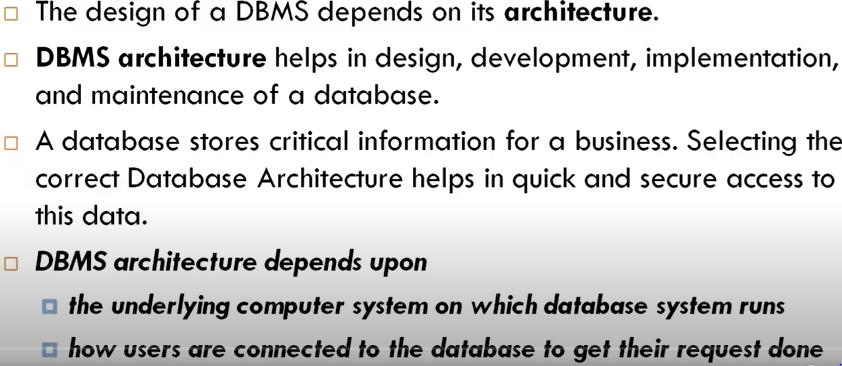 The design of a DBMS depends on its architecture.
DBMS architecture helps in design, development, implementation,
and maintenance of a database.
A database stores critical information for a business. Selecting the
correct Database Architecture helps in quick and secure access to
this data.
DBMS architecture depends upon
the underlying computer system on which database system runs
how users are connected to the database to get their request done